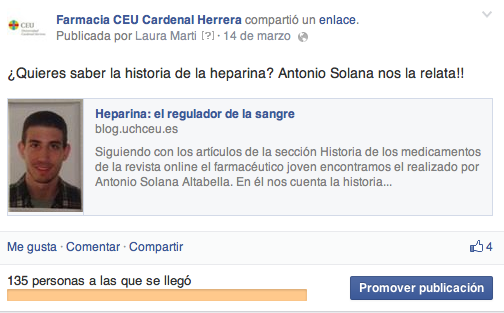 CEU
Farmacia CEU Cardenal Herrera compartió un enlace.
Publicada por Laura Marti [?] · 14 de marzo
¿Quieres saber la historia de la heparina? Antonio Solana nos la relata!!
Heparina: el regulador de la sangre
blog.uchceu.es
Siguiendo con los artículos de la sección Historia de los medicamentos
de la revista online el farmacéutico joven encontramos el realizado por
Antonio Solana Altabella. En él nos cuenta la historia...
Me gusta · Comentar · Compartir
4
135 personas a las que se llegó
Promover publicación